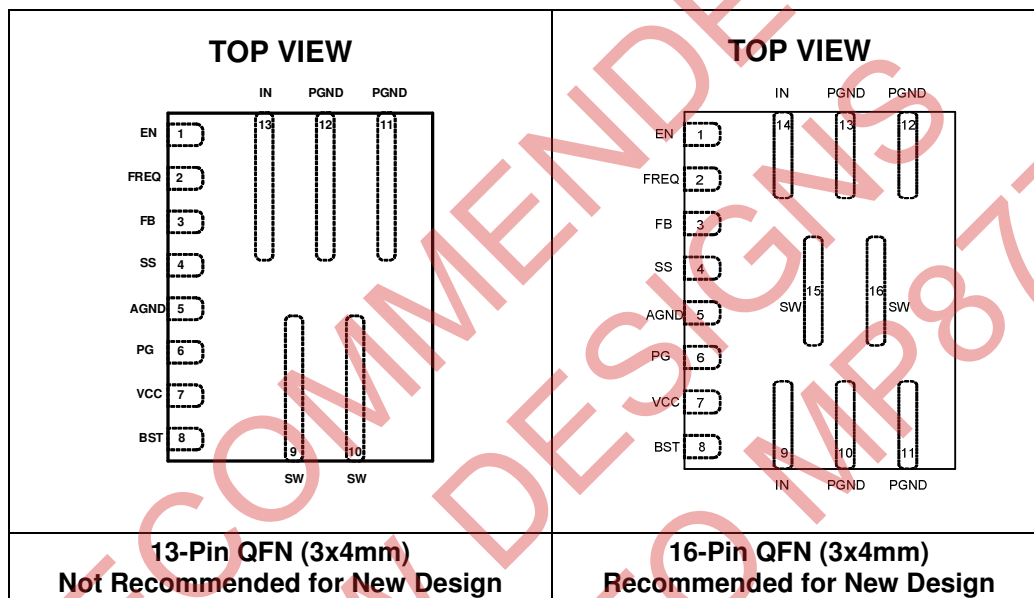 TOP VIEW
IN PGND PGND
13 12 11
EN 1
FREQ 2
FB 3
SS 4
AGND 5
PG 6
VCC 7
BST 8
9 10
SW SW
13-Pin QFN (3x4mm)
Not Recommended for New Design
TOP VIEW
IN PGND PGND
14 13 12
EN 1
FREQ 2
FB 3
SS 4
AGND 5
PG 6
VCC 7
BST 8
15 16
SW SW
9 10 11
IN PGND PGND
16-Pin QFN (3x4mm)
Recommended for New Design
ECOMMENDE
W DESIGNS
O MP87